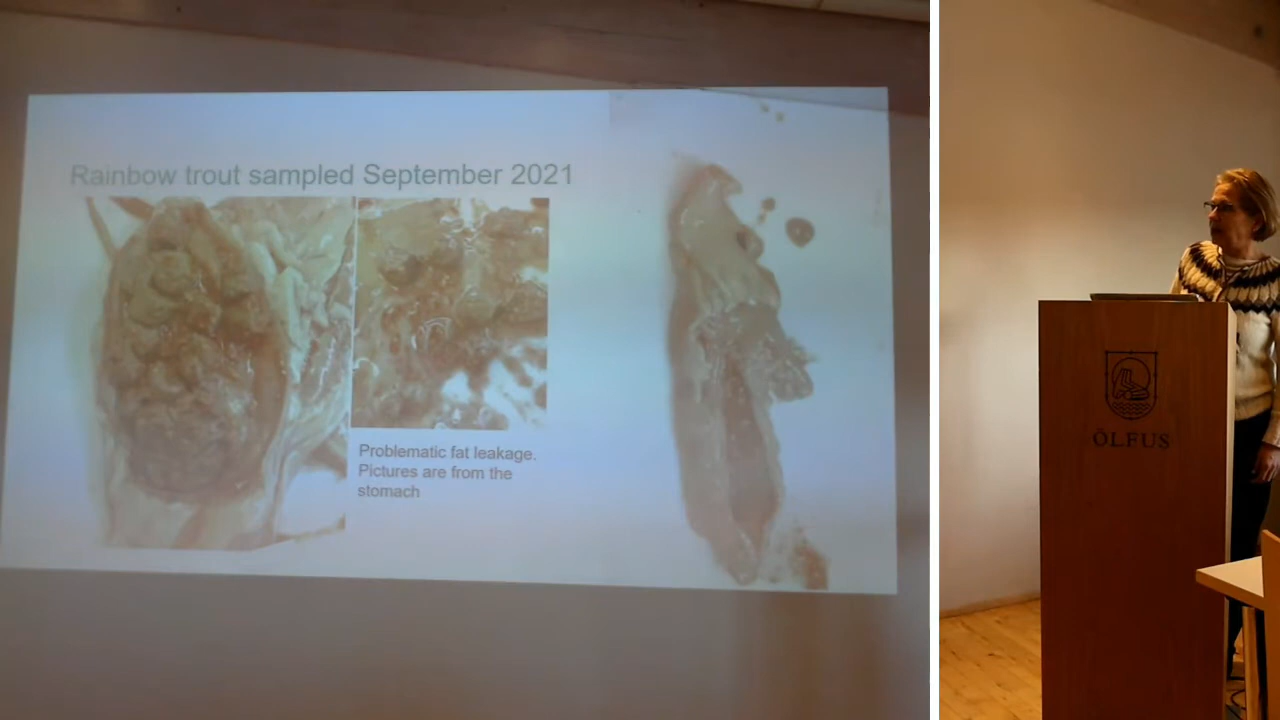 Rainbow trout sampled September 2021
Problematic fat leakage.
Pictures are from the
stomach
ÖLFUS